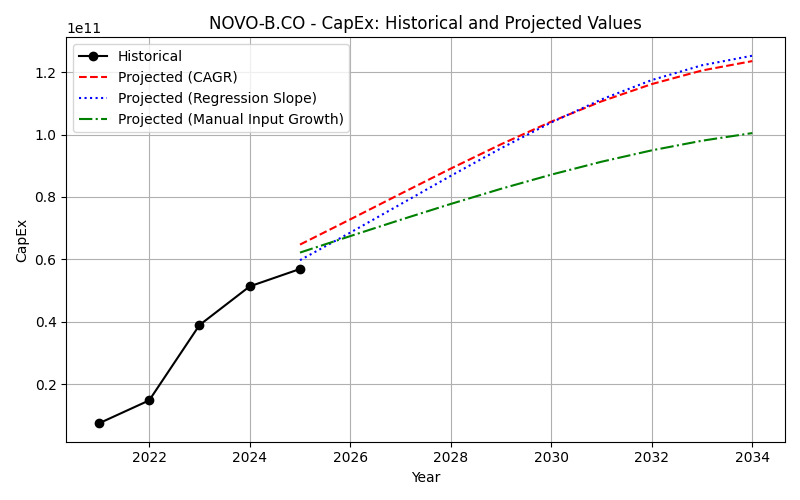 NOVO-B.CO - CapEx: Historical and Projected Values
1e11
Historical
Projected (CAGR)
Projected (Regression Slope)
Projected (Manual Input Growth)
1.2
1.0
0.8
0.6
0.4
0.2
CapEx
2022 2024 2026 2028 2030 2032 2034
Year